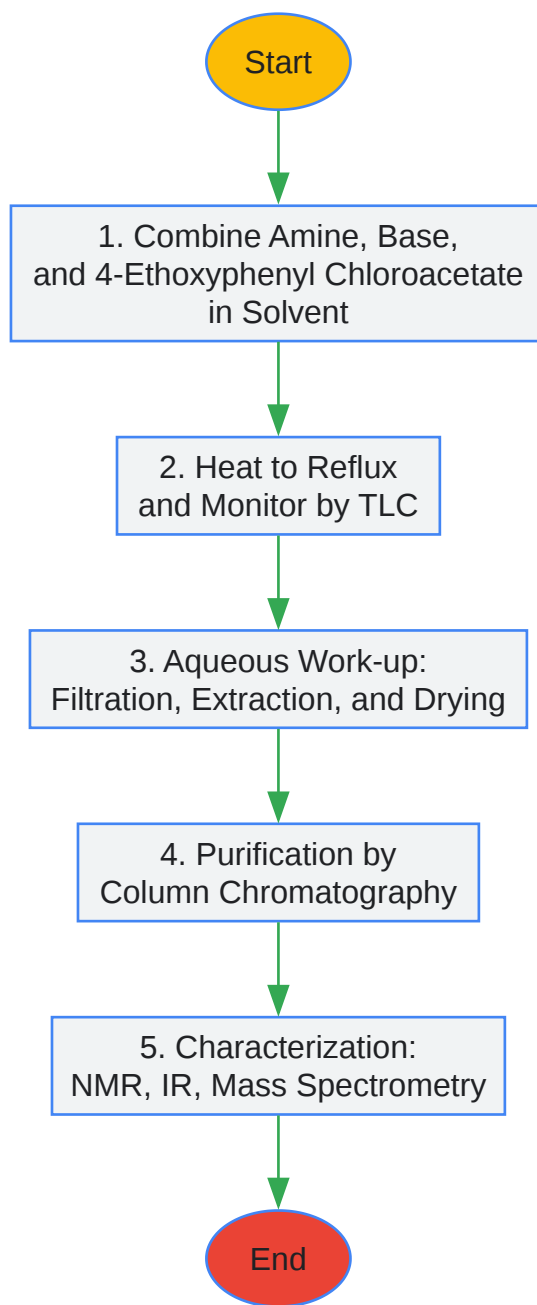 Start
1. Combine Amine, Base,
and 4-Ethoxyphenyl Chloroacetate
in Solvent
2. Heat to Reflux
and Monitor by TLC
3. Aqueous Work-up:
Filtration, Extraction, and Drying
4. Purification by
Column Chromatography
5. Characterization:
NMR, IR, Mass Spectrometry
End